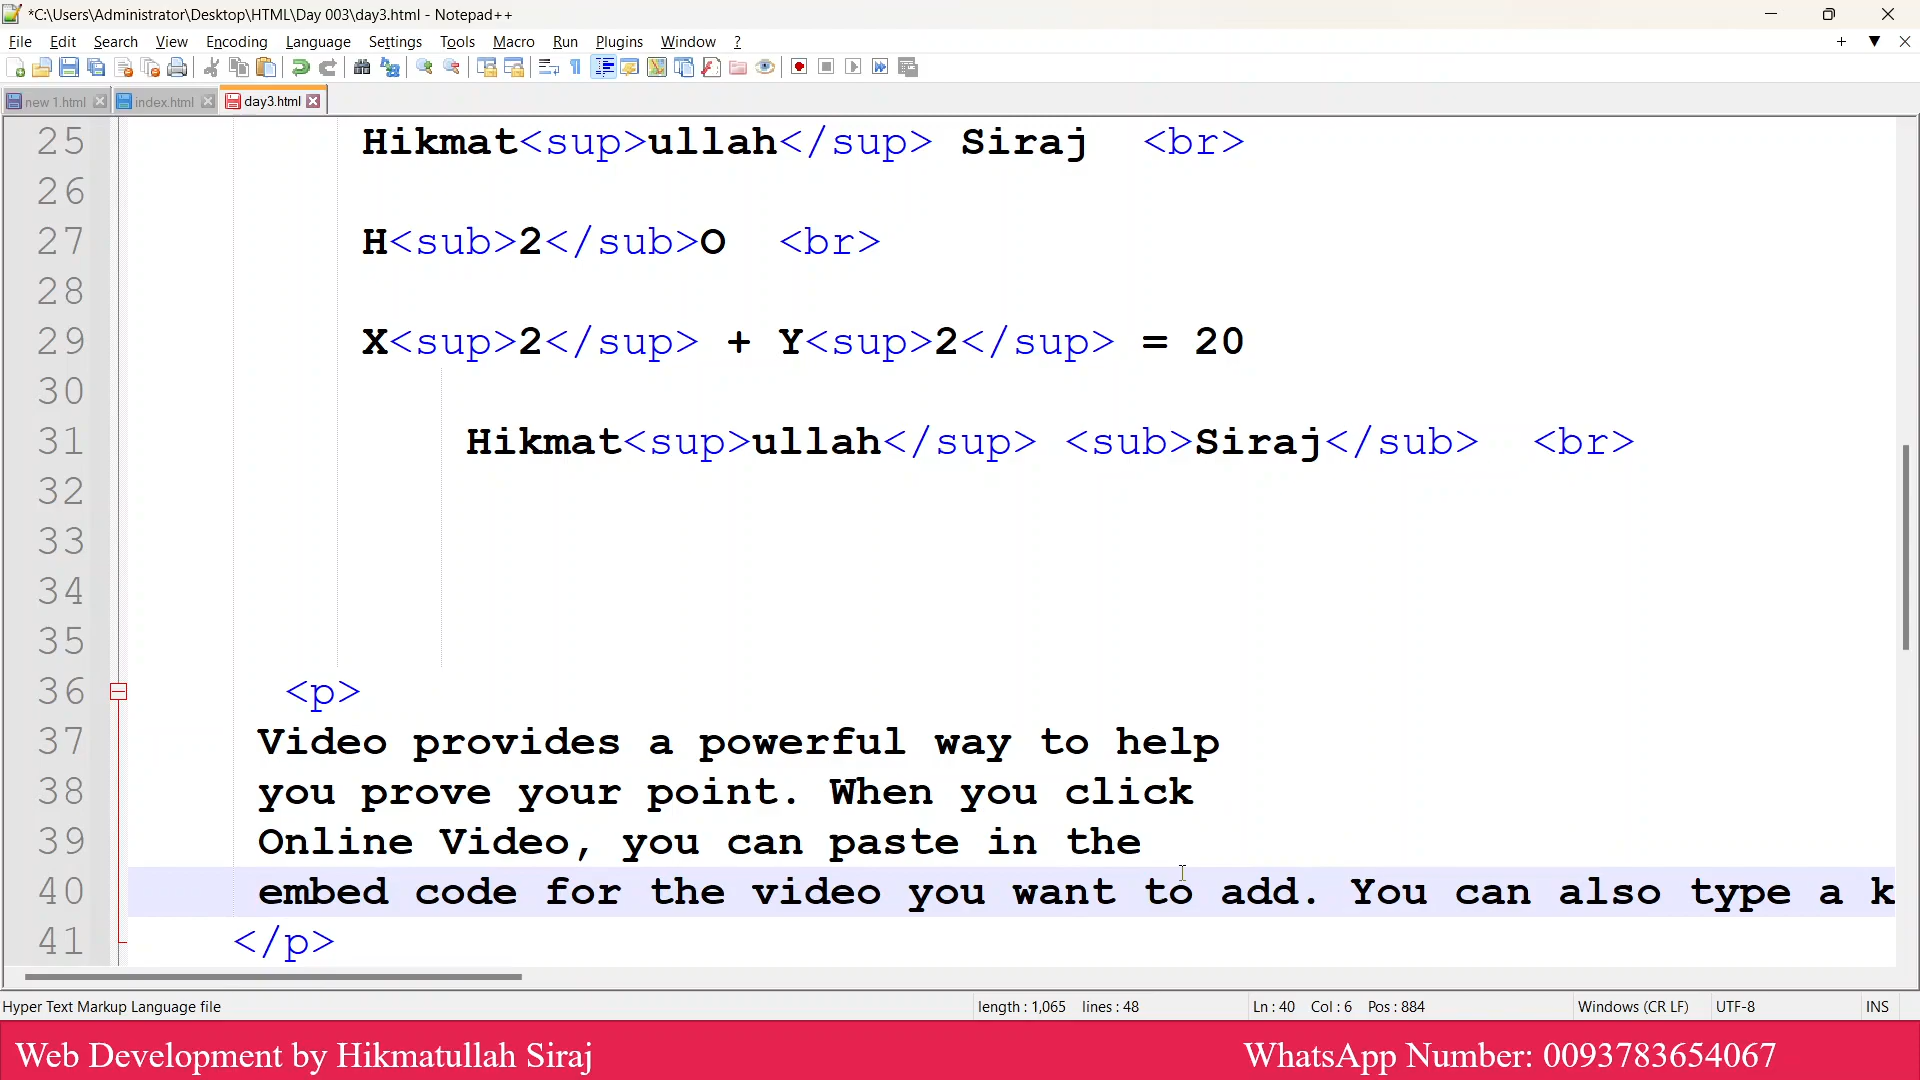 *C:\Users\Administrator\Desktop\HTML\Day 003\day3.html - Notepad++
File Edit Search View Encoding Language Settings Tools Macro Run Plugins Window ?
new 1.html index.html day3.html
25 Hikmat<sup>ullah</sup> Siraj <br>
26
27 H<sub>2</sub>O <br>
28
29 X<sup>2</sup> + Y<sup>2</sup> = 20
30
31 Hikmat<sup>ullah</sup> <sub>Siraj</sub> <br>
32
33
34
35
36 <p>
37 Video provides a powerful way to help
38 you prove your point. When you click
39 Online Video, you can paste in the
40 embed code for the video you want to add. You can also type a k
41 </p>
Hyper Text Markup Language file length : 1,065 lines : 48 Ln : 40 Col : 6 Pos : 884 Windows (CR LF) UTF-8 INS
Web Development by Hikmatullah Siraj WhatsApp Number: 0093783654067